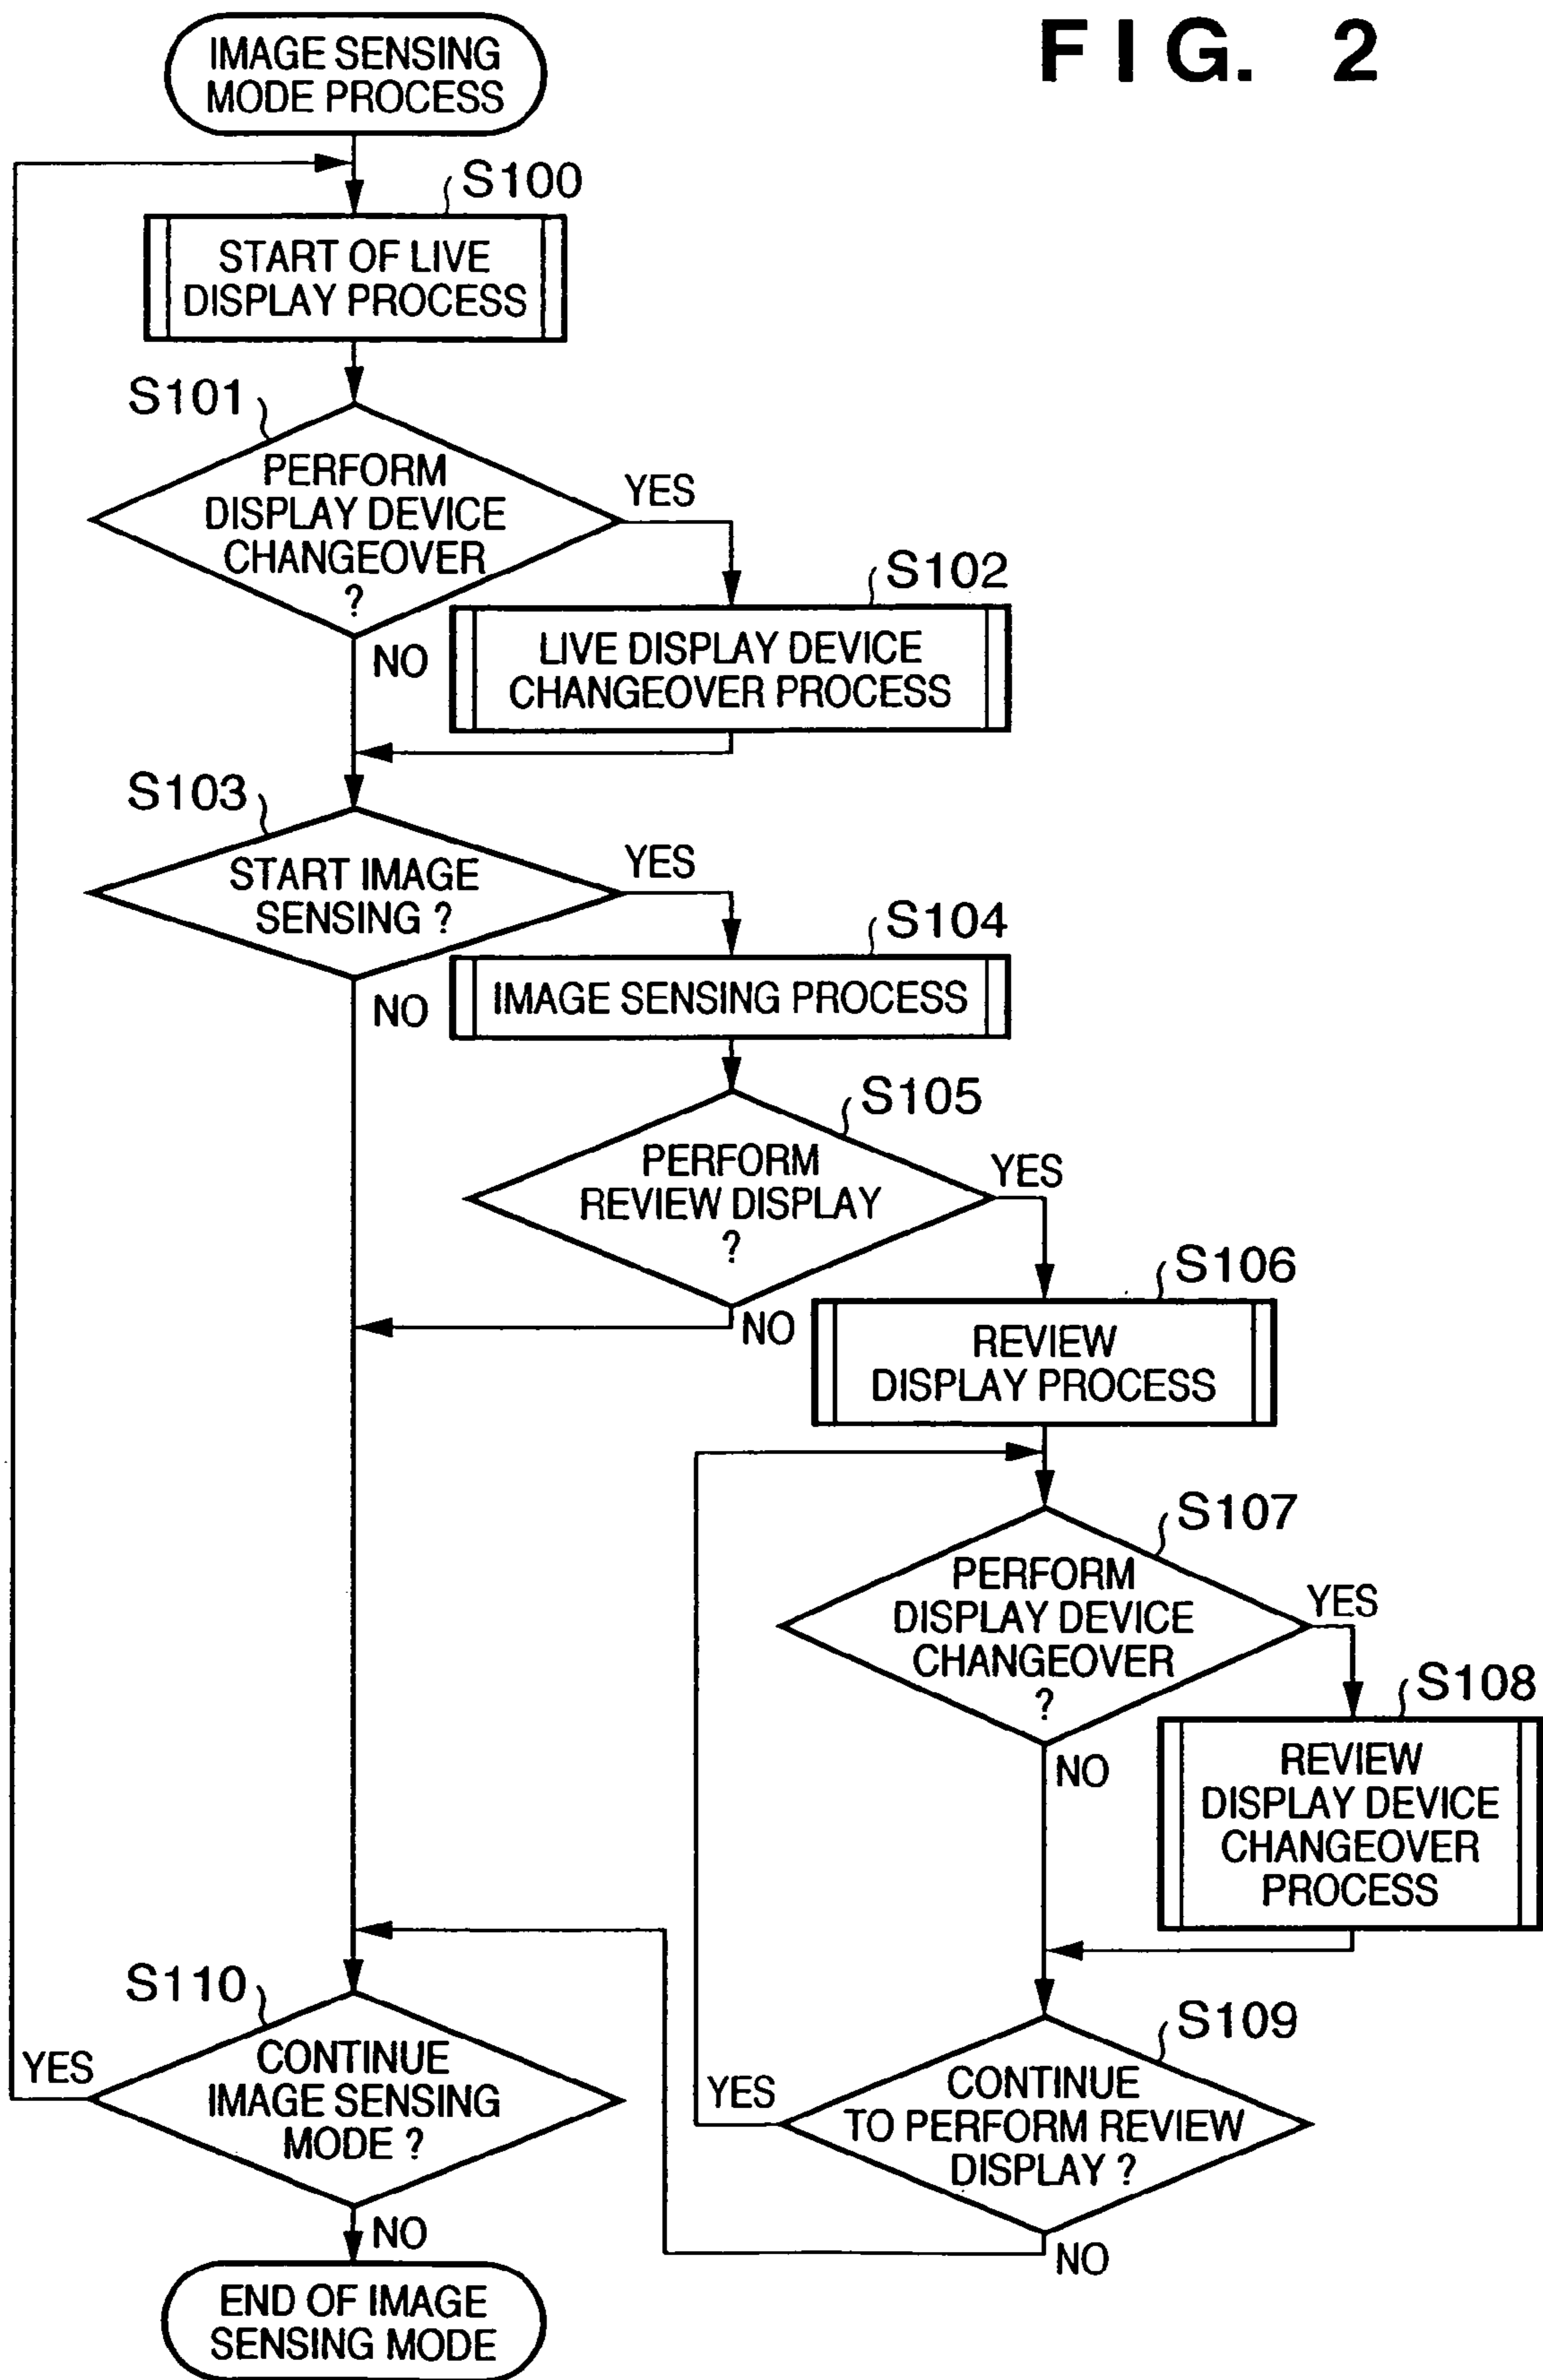 FIG. 2
IMAGE SENSING
MODE PROCESS
S100
START OF LIVE
DISPLAY PROCESS
S101
PERFORM
DISPLAY DEVICE
CHANGEOVER
?
YES
NO
S102
LIVE DISPLAY DEVICE
CHANGEOVER PROCESS
S103
START IMAGE
SENSING ?
YES
NO
S104
IMAGE SENSING PROCESS
S105
PERFORM
REVIEW DISPLAY
?
YES
NO
S106
REVIEW
DISPLAY PROCESS
S107
PERFORM
DISPLAY DEVICE
CHANGEOVER
?
YES
NO
S108
REVIEW
DISPLAY DEVICE
CHANGEOVER
PROCESS
S109
CONTINUE
TO PERFORM REVIEW
DISPLAY ?
YES
NO
S110
CONTINUE
IMAGE SENSING
MODE ?
YES
NO
END OF IMAGE
SENSING MODE